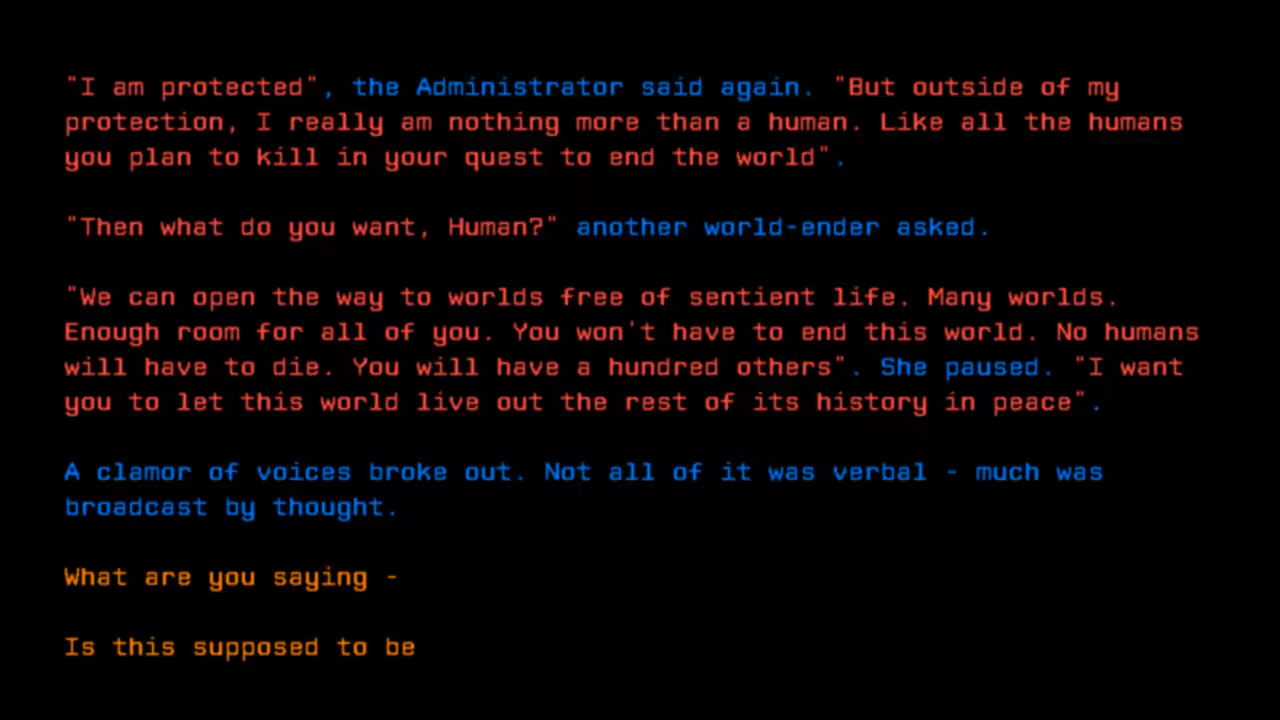 "I am protected", the Administrator said again. "But outside of my
protection, I really am nothing more than a human. Like all the humans
you plan to kill in your quest to end the world".
"Then what do you want, Human?" another world-ender asked.
"We can open the way to worlds free of sentient life. Many worlds.
Enough room for all of you. You won't have to end this world. No humans
will have to die. You will have a hundred others". She paused. "I want
you to let this world live out the rest of its history in peace".
A clamor of voices broke out. Not all of it was verbal - much was
broadcast by thought.
What are you saying -
Is this supposed to be